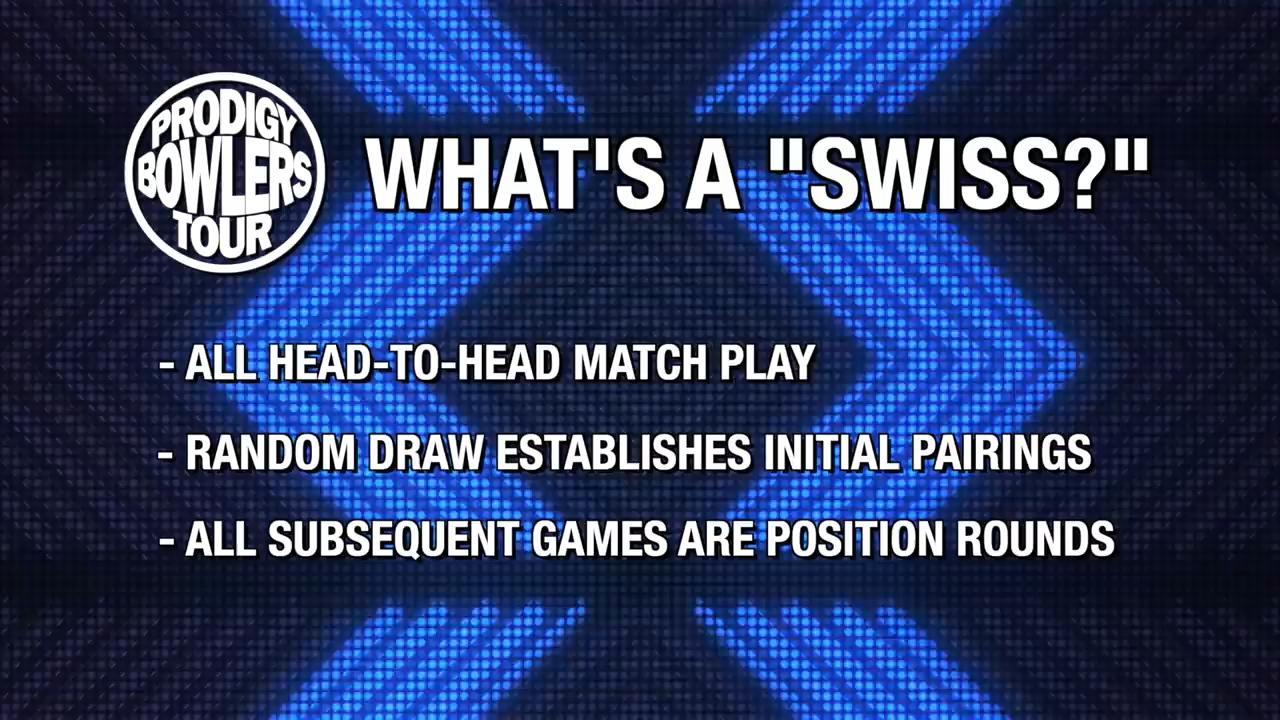 PRODIGY
BOWLERS
TOUR
WHAT'S A "SWISS?"
- ALL HEAD-TO-HEAD MATCH PLAY
- RANDOM DRAW ESTABLISHES INITIAL PAIRINGS
- ALL SUBSEQUENT GAMES ARE POSITION ROUNDS